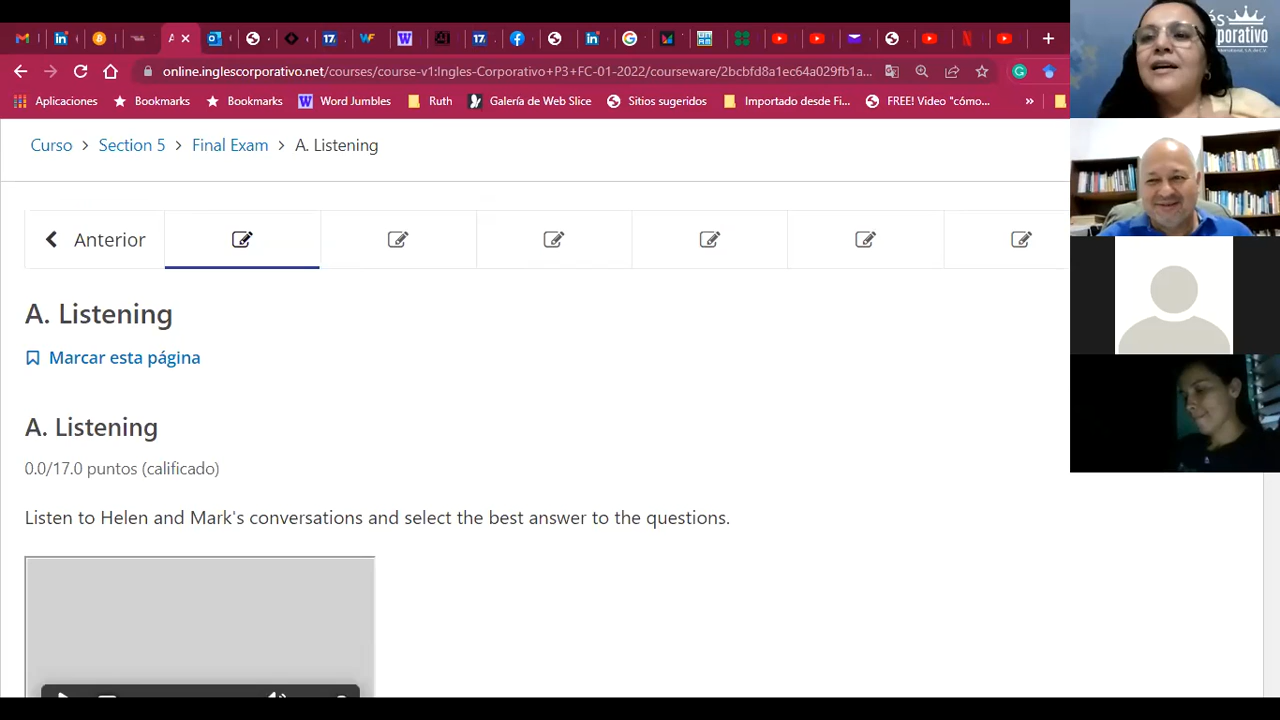 online.inglescorporativo.net/courses/course-v1:Ingles-Corporativo+P3+FC-01-2022/courseware/2bcbfd8a1ec64a029fb1a...
Aplicaciones Bookmarks Bookmarks Word Jumbles Ruth Galería de Web Slice Sitios sugeridos Importado desde Fi... FREE! Video "cómo... »
Curso > Section 5 > Final Exam > A. Listening
Anterior
A. Listening
Marcar esta página
A. Listening
0.0/17.0 puntos (calificado)
Listen to Helen and Mark's conversations and select the best answer to the questions.